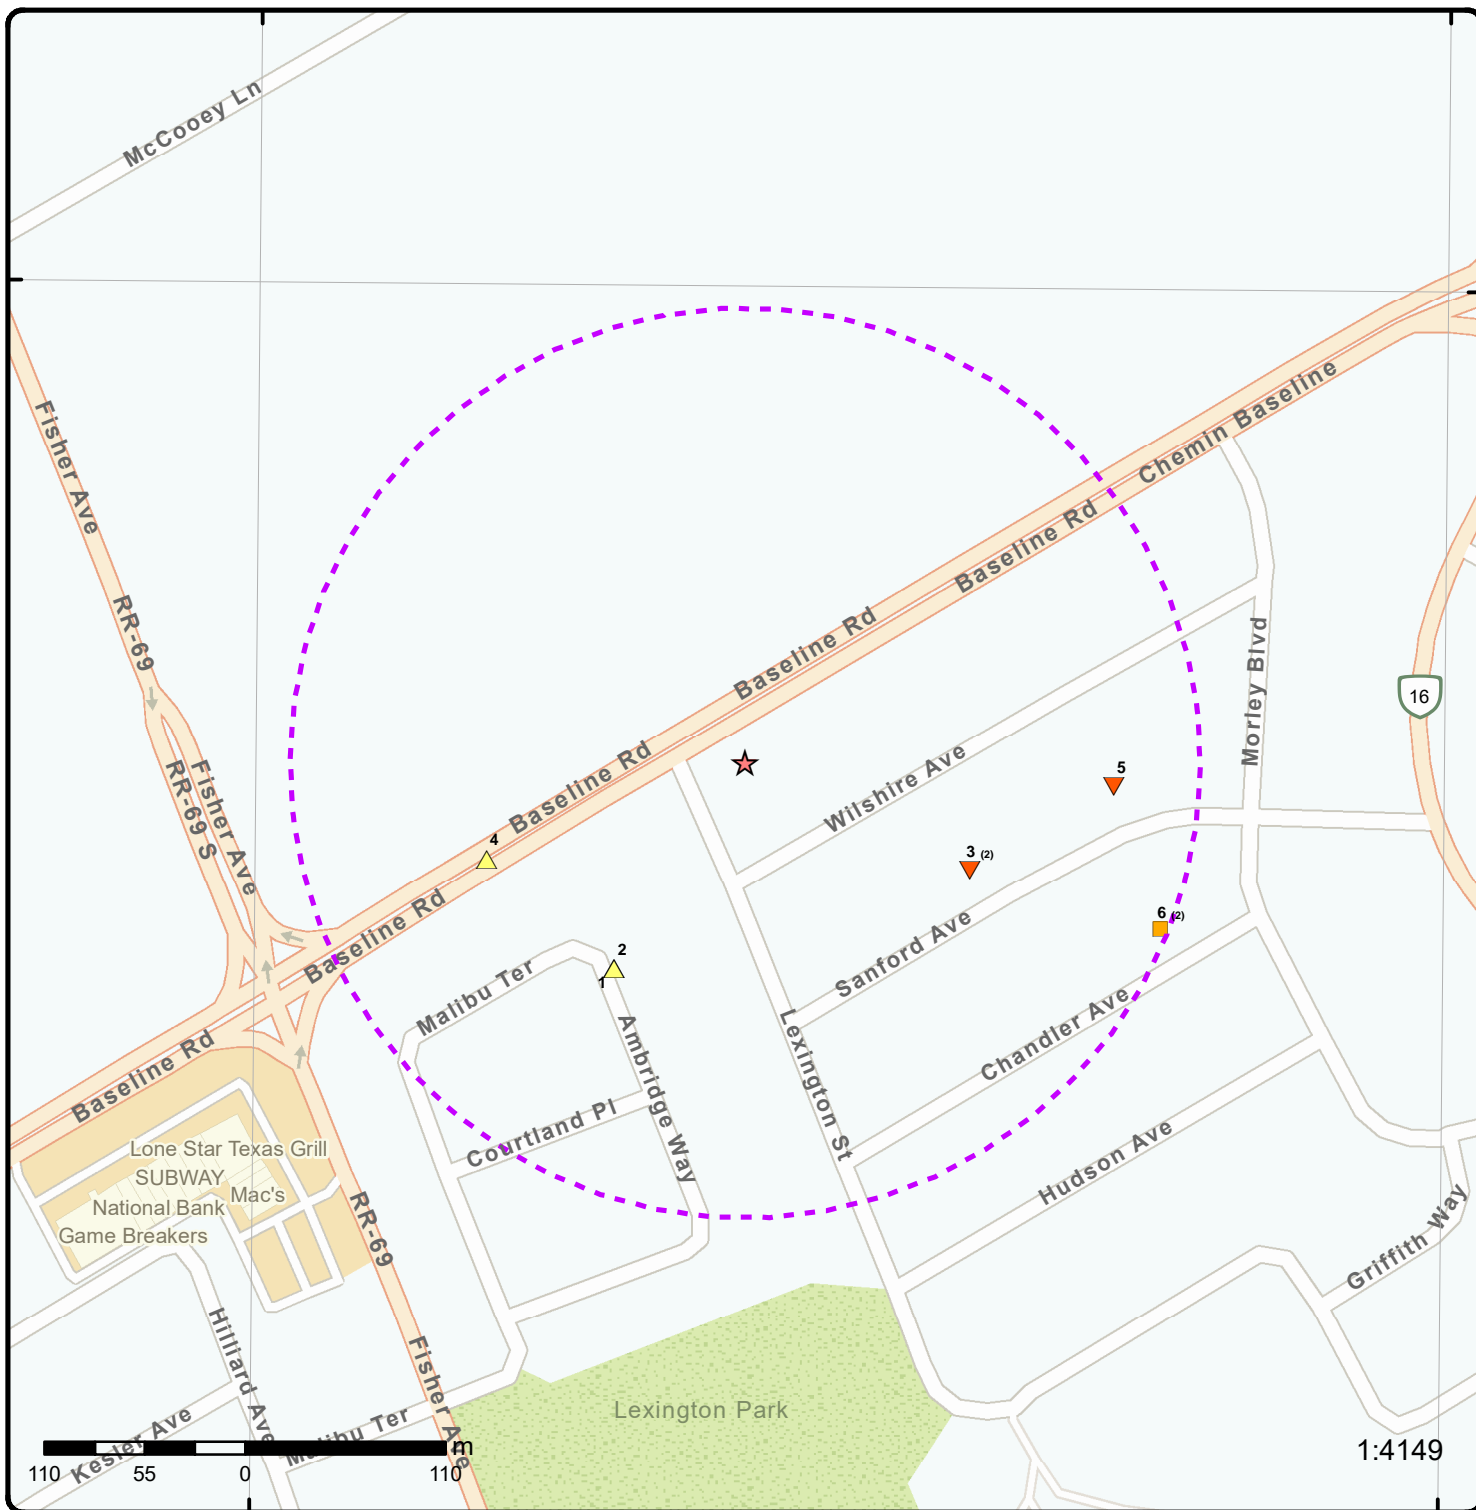 McCooey Ln
Chemin Baseline
Fisher Ave
Baseline Rd
RR-69
Baseline Rd
Morley Blvd
16
Fisher Ave
RR-69 S
Baseline Rd
Wilshire Ave
5
4
3 (2)
Baseline Rd
6 (2)
Sanford Ave
2
1
Malibu Ter
Ambridge Way
Lexington St
Chandler Ave
Baseline Rd
Courtland Pl
Hudson Ave
Lone Star Texas Grill
SUBWAY
Mac's
National Bank
Game Breakers
RR-69
Griffith Way
Hilliard Ave
Fisher Ave
Lexington Park
Kesler Ave
Malibu Ter
m
110 55 0 110
1:4149